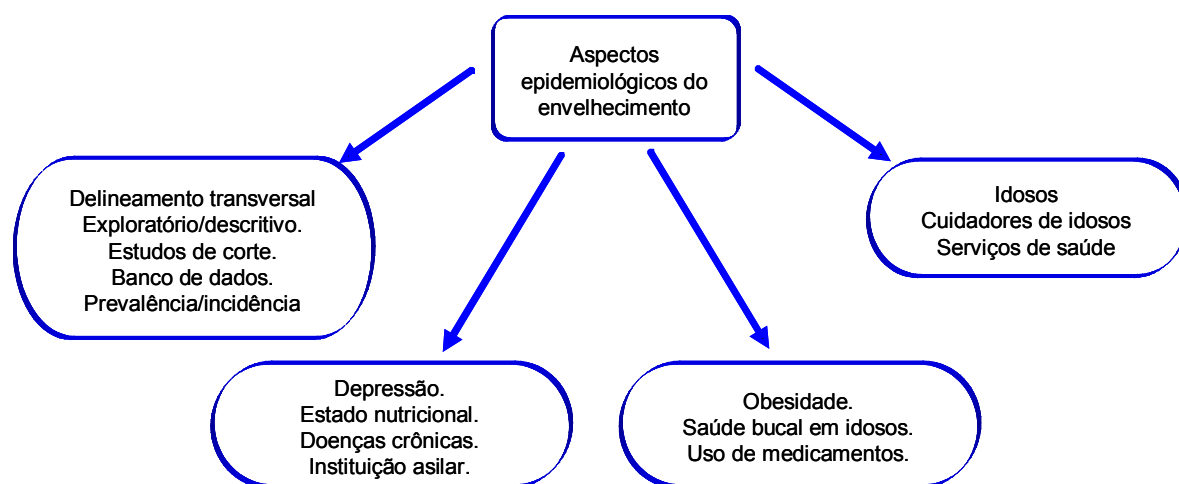 Aspectos
epidemiológicos do
envelhecimento
Delineamento transversal
Exploratório/descritivo.
Estudos de corte.
Banco de dados.
Prevalência/incidência
Idosos
Cuidadores de idosos
Serviços de saúde
Depressão.
Estado nutricional.
Doenças crônicas.
Instituição asilar.
Obesidade.
Saúde bucal em idosos.
Uso de medicamentos.